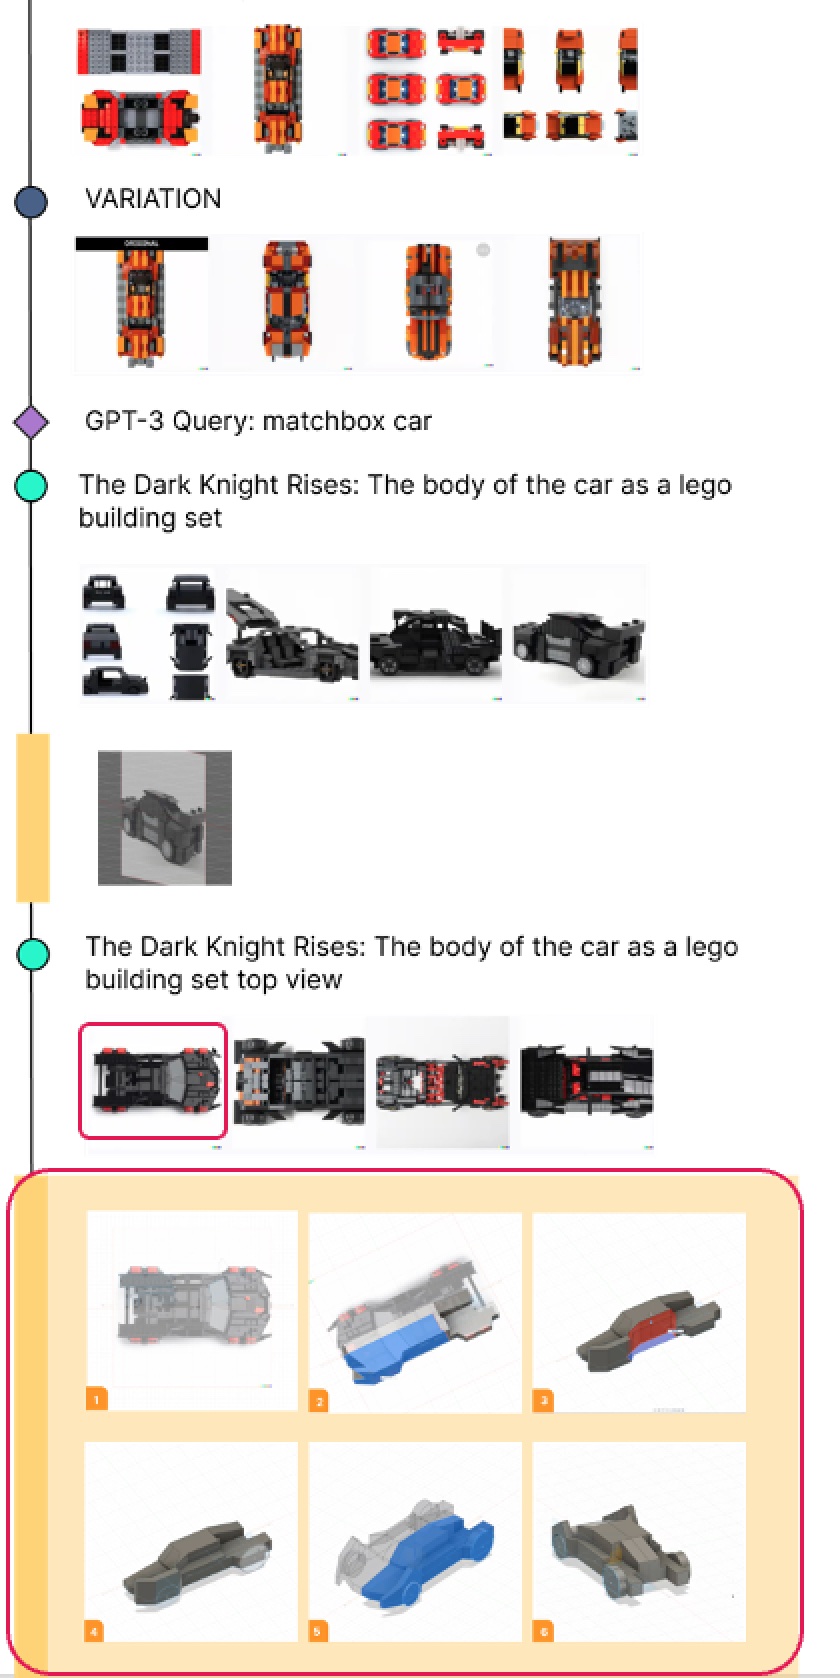 VARIATION
ORIGINAL
GPT-3 Query: matchbox car
The Dark Knight Rises: The body of the car as a lego
building set
The Dark Knight Rises: The body of the car as a lego
building set top view
1
2
3
4
5
6